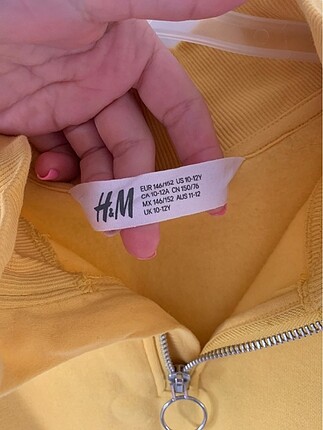 H&M
EUR 146/152 US 10-12Y
CA 10-12A CN 150/76
MX 146/152 AUS 11-12
UK 10-12Y